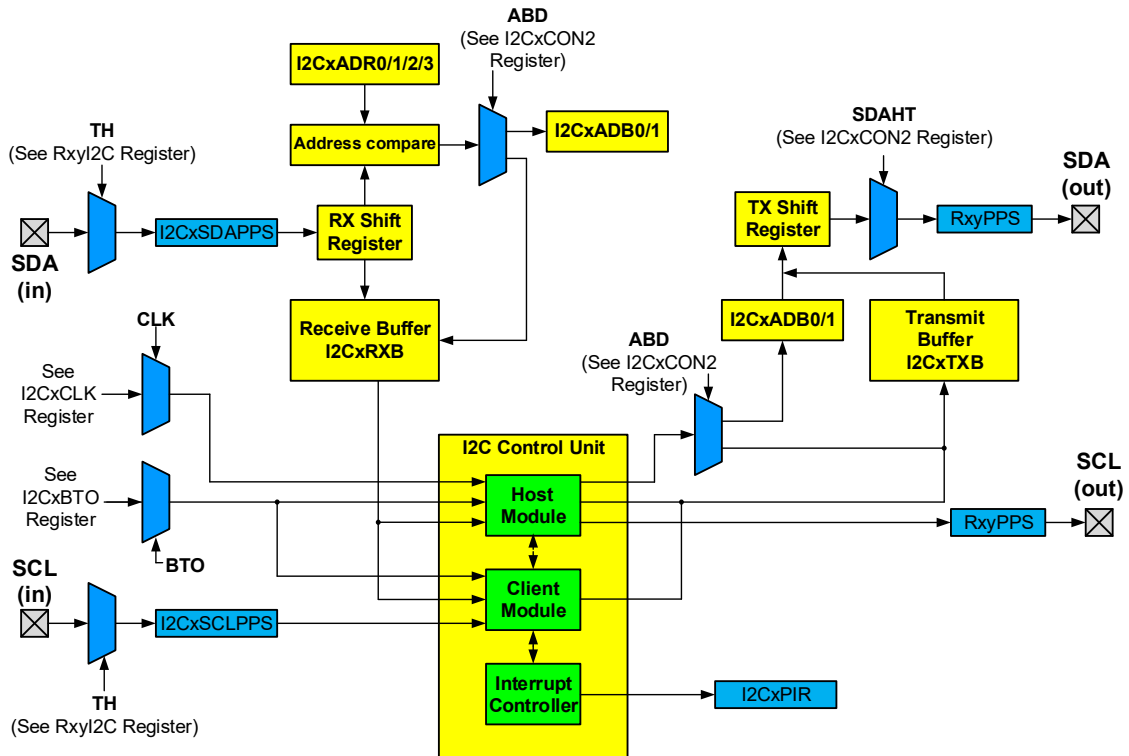 ABD
(See I2CxCON2
Register)
I2CxADR0/1/2/3
SDAHT
(See I2CxCON2 Register)
TH
(See RxyI2C Register)
Address compare
I2CxADB0/1
SDA
(out)
I2CxSDAPPS
RX Shift
Register
TX Shift
Register
RxyPPS
SDA
(in)
CLK
Receive Buffer
I2CxRXB
I2CxADB0/1
Transmit
Buffer
I2CxTXB
ABD
(See I2CxCON2
Register)
See
I2CxCLK
Register
I2C Control Unit
See
I2CxBTO
Register
Host
Module
SCL
(out)
RxyPPS
BTO
SCL
(in)
Client
Module
I2CxSCLPPS
Interrupt
Controller
I2CxPIR
TH
(See RxyI2C Register)